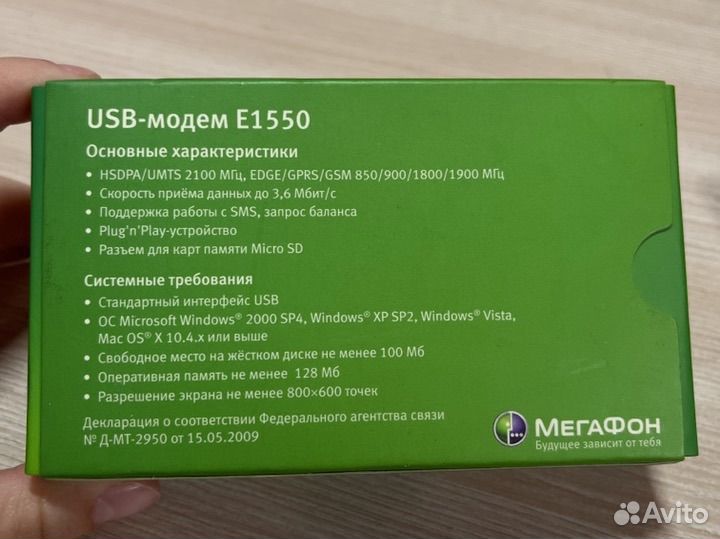 USB-модем E1550
Основные характеристики
• HSDPA/UMTS 2100 МГц, EDGE/GPRS/GSM 850/900/1800/1900 МГц
• Скорость приёма данных до 3,6 Мбит/с
• Поддержка работы с SMS, запрос баланса
• Plug'n'Play-устройство
• Разъем для карт памяти Micro SD
Системные требования
• Стандартный интерфейс USB
• ОС Microsoft Windows® 2000 SP4, Windows® XP SP2, Windows® Vista,
Mac OS® X 10.4.x или выше
• Свободное место на жёстком диске не менее 100 Мб
• Оперативная память не менее 128 Мб
• Разрешение экрана не менее 800×600 точек
Декларация о соответствии Федерального агентства связи
№ Д-МТ-2950 от 15.05.2009
МЕГАФОН
Будущее зависит от тебя
Avito